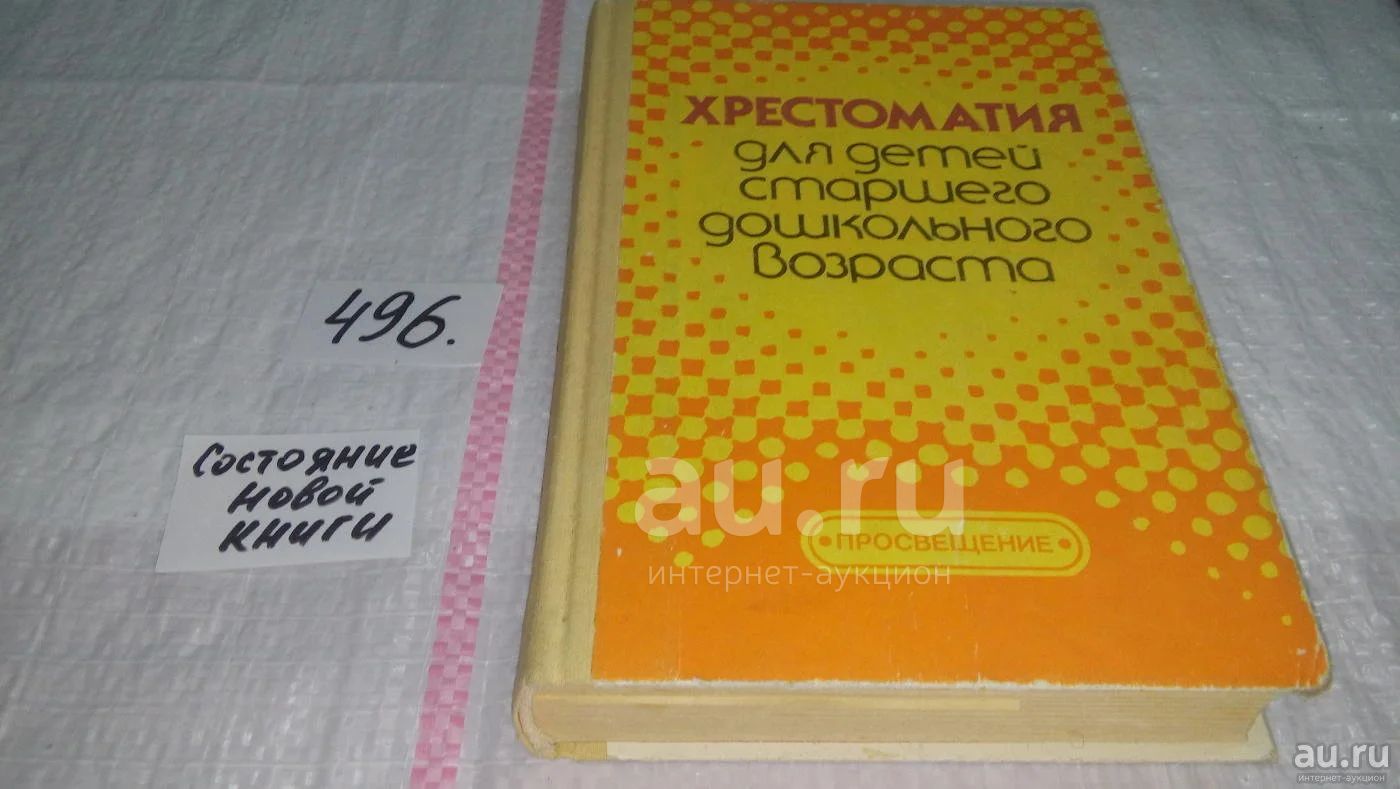 ХРЕСТОМАТИЯ
для детей
старшего
дошкольного
возраста
496.
Состояние
новой
книги
au.ru
• ПРОСВЕЩЕНИЕ •
интернет-аукцион
au.ru
интернет-аукцион